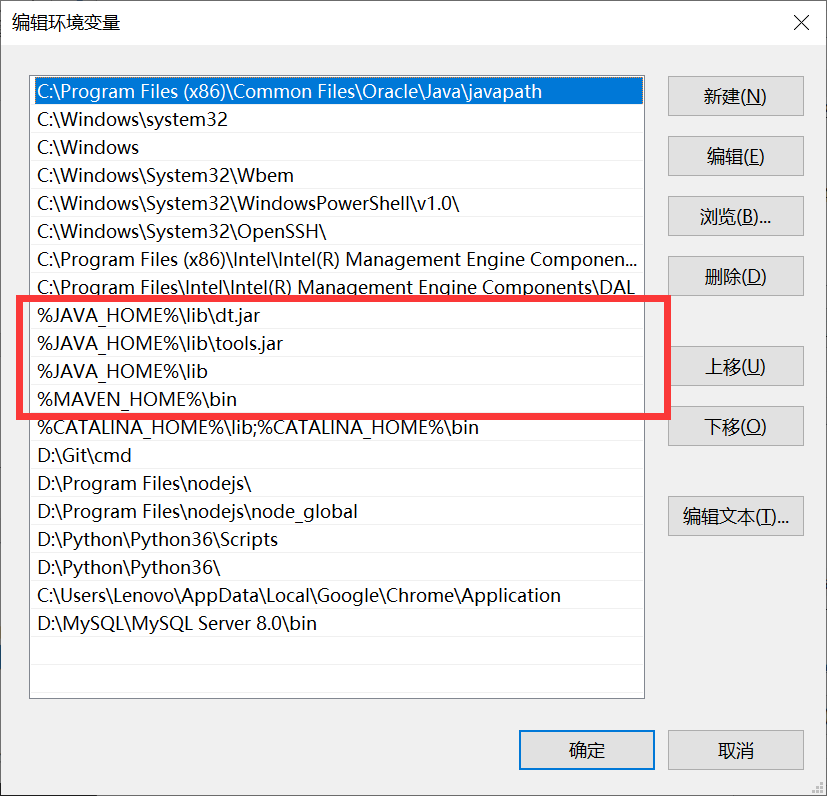 编辑环境变量
C:\Program Files (x86)\Common Files\Oracle\Java\javapath
C:\Windows\system32
C:\Windows
C:\Windows\System32\Wbem
C:\Windows\System32\WindowsPowerShell\v1.0\
C:\Windows\System32\OpenSSH\
C:\Program Files (x86)\Intel\Intel(R) Management Engine Componen...
C:\Program Files\Intel\Intel(R) Management Engine Components\DAL
%JAVA_HOME%\lib\dt.jar
%JAVA_HOME%\lib\tools.jar
%JAVA_HOME%\lib
%MAVEN_HOME%\bin
%CATALINA_HOME%\lib;%CATALINA_HOME%\bin
D:\Git\cmd
D:\Program Files\nodejs\
D:\Program Files\nodejs\node_global
D:\Python\Python36\Scripts
D:\Python\Python36\
C:\Users\Lenovo\AppData\Local\Google\Chrome\Application
D:\MySQL\MySQL Server 8.0\bin
新建(N)
编辑(E)
浏览(B)...
删除(D)
上移(U)
下移(O)
编辑文本(T)...
确定
取消